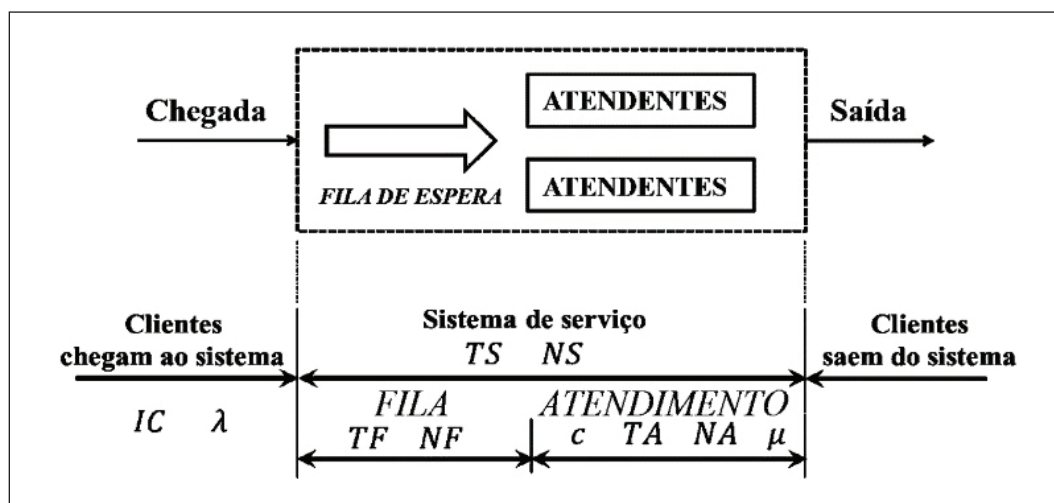 Chegada
ATENDENTES
Saída
FILA DE ESPERA
ATENDENTES
Clientes
chegam ao sistema
Sistema de serviço
TS NS
Clientes
saem do sistema
IC λ
FILA
TF NF
ATENDIMENTO
c TA NA μ